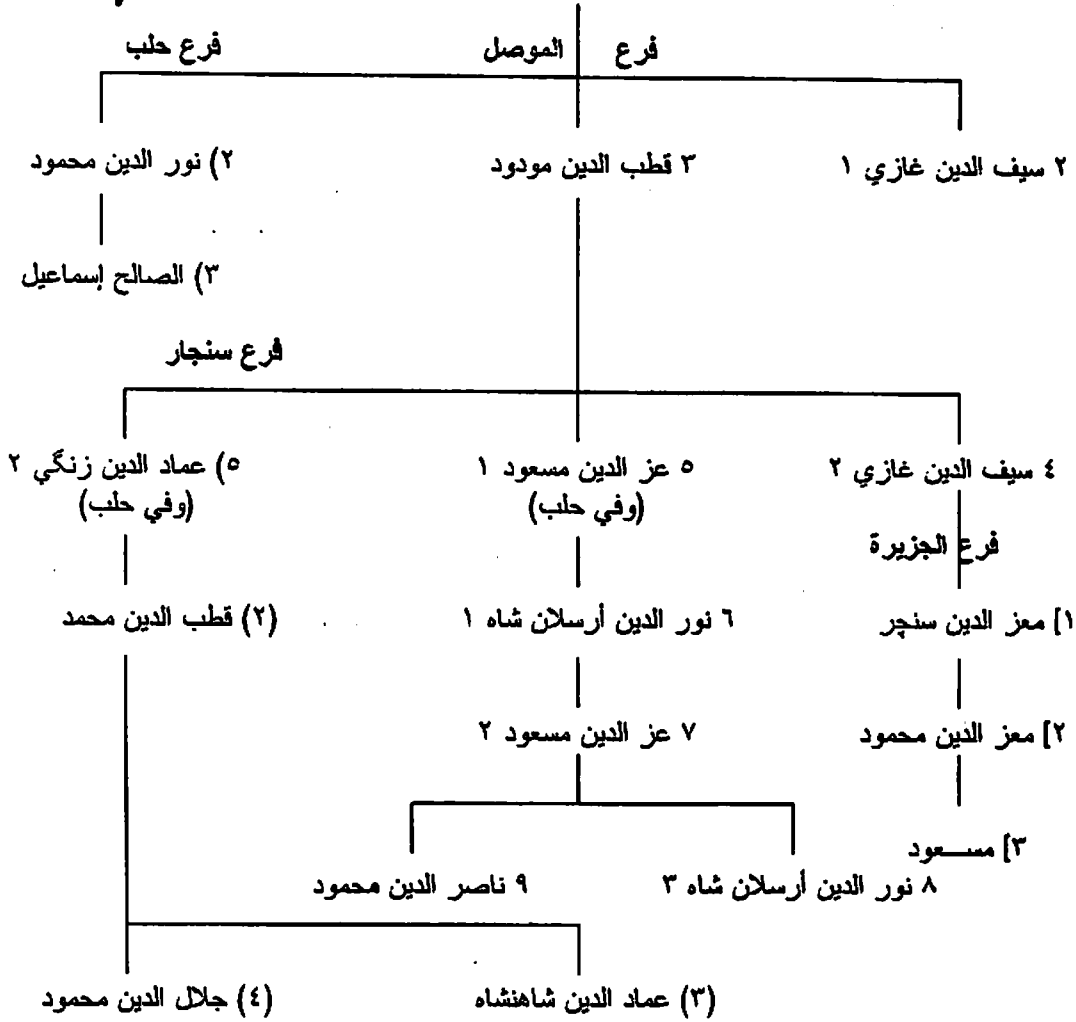 فرع الموصل
فرع حلب
٢ سيف الدين غازي ١
٣ قطب الدين مودود
٢) نور الدين محمود
٣) الصالح إسماعيل
فرع سنجار
٤ سيف الدين غازي ٢
٥ عز الدين مسعود ١
٥) عماد الدين زنگي ٢
(وفي حلب)
(وفي حلب)
فرع الجزيرة
١] معز الدين سنجر
٦ نور الدين أرسلان شاه ١
(٢) قطب الدين محمد
٢] معز الدين محمود
٧ عز الدين مسعود ٢
٣] مسعود
٨ نور الدين أرسلان شاه ٣
٩ ناصر الدين محمود
(٣) عماد الدين شاهنشاه
(٤) جلال الدين محمود